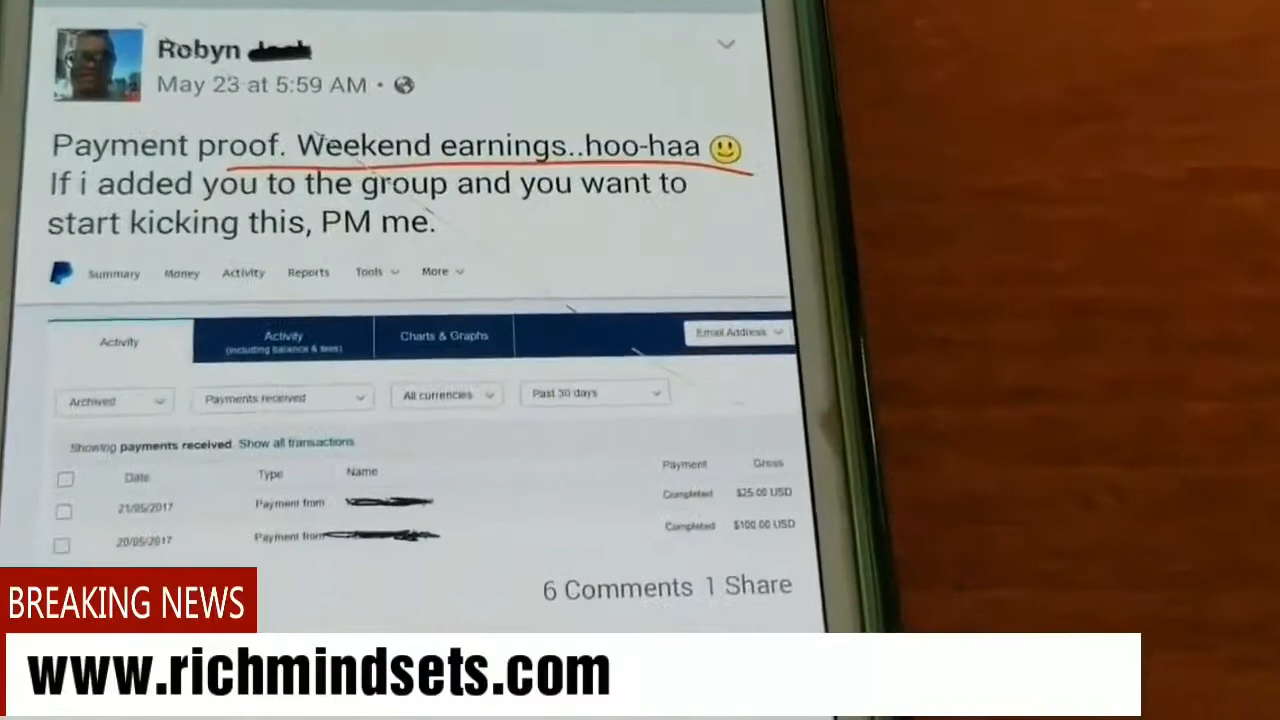 Robyn
May 23 at 5:59 AM ·
Payment proof. Weekend earnings..hoo-haa
If i added you to the group and you want to
start kicking this, PM me.
Summary Money Activity Reports Tools More
Activity Activity Charts & Graphs Email Address
(including balance & fees)
Archived Payments received All currencies Past 30 days
Showing payments received. Show all transactions
Date Type Name Payment Gross
21/05/2017 Payment from Completed $25.00 USD
20/05/2017 Payment from Completed $100.00 USD
6 Comments 1 Share
BREAKING NEWS
www.richmindsets.com